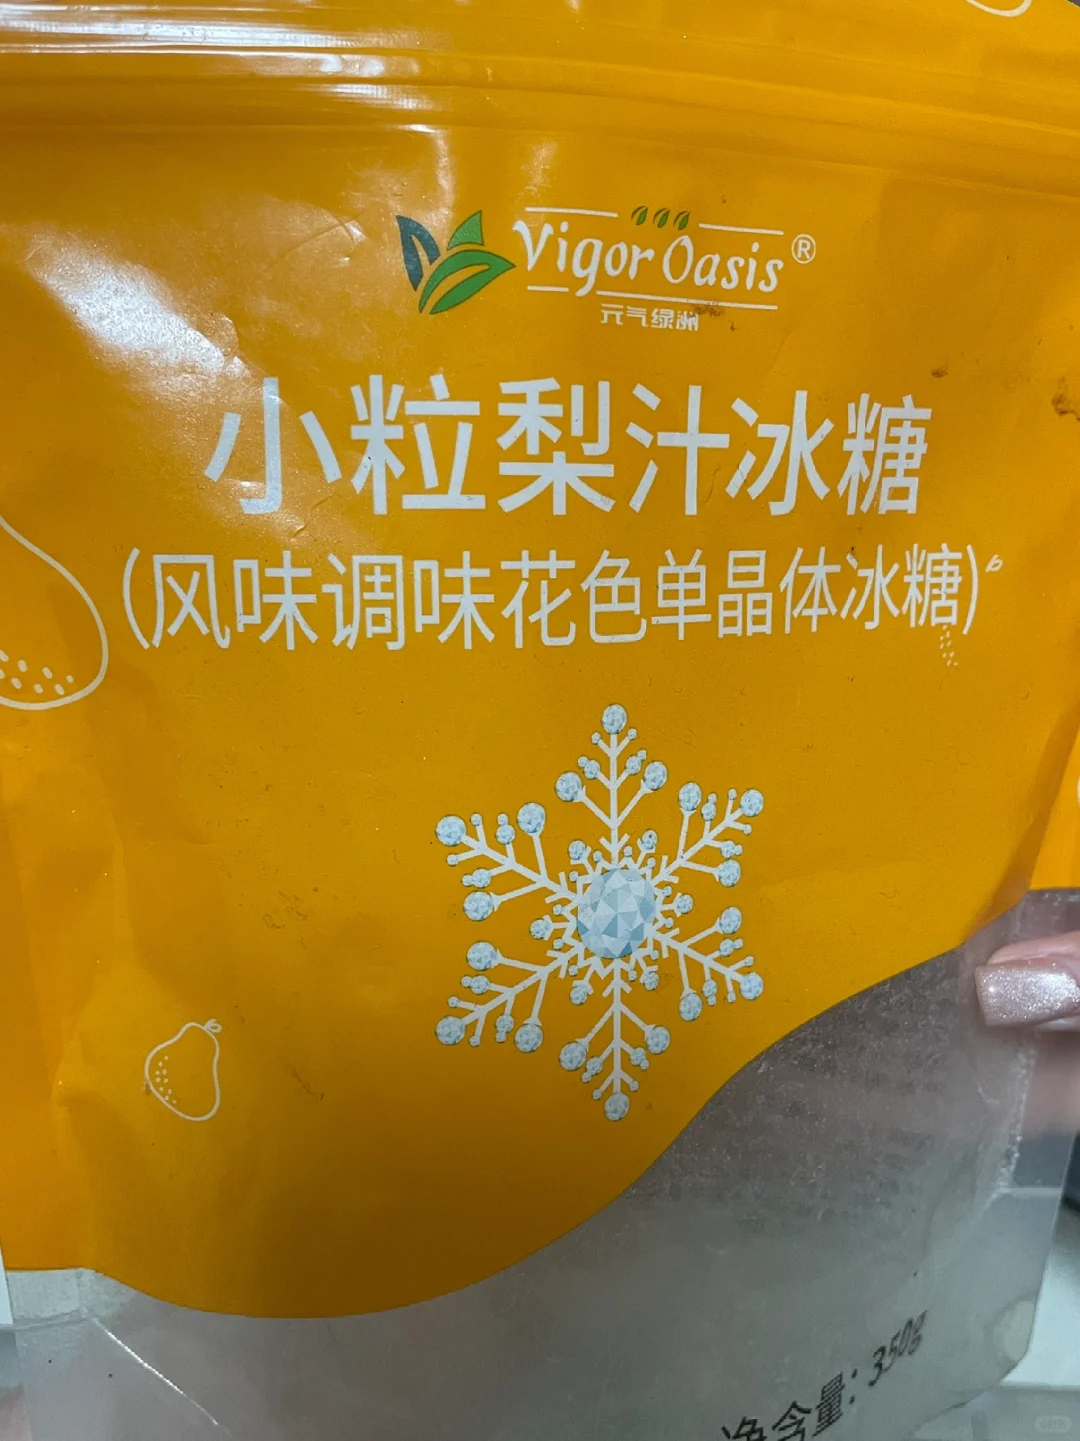 Vigor Oasis®
元气绿洲
小粒梨汁冰糖
(风味调味花色单晶体冰糖)
净含量：350g